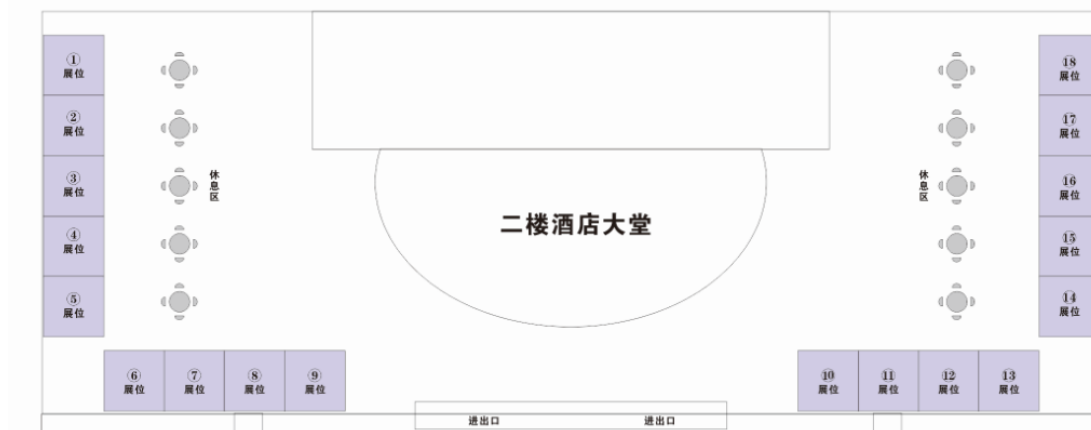 ①
展位
②
展位
③
展位
④
展位
⑤
展位
休息区
二楼酒店大堂
休息区
⑱
展位
⑰
展位
⑯
展位
⑮
展位
⑭
展位
⑥
展位
⑦
展位
⑧
展位
⑨
展位
⑩
展位
⑪
展位
⑫
展位
⑬
展位
进出口
进出口